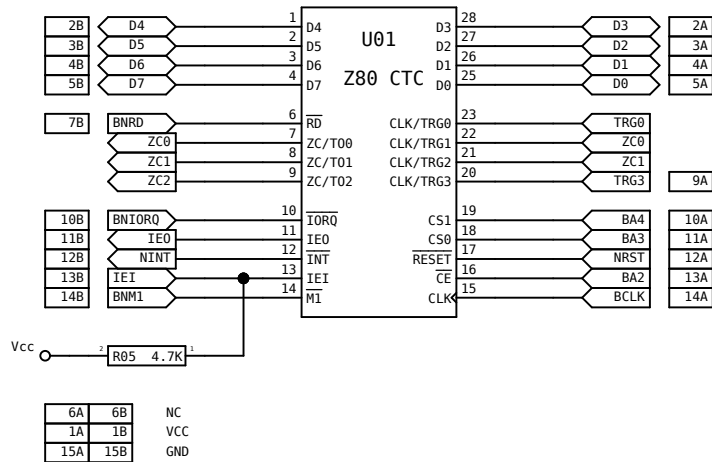 2B D4 1 D4 U01 D3 28 D3 2A
3B D5 2 D5 D2 27 D2 3A
4B D6 3 D6 Z80 CTC D1 26 D1 4A
5B D7 4 D7 D0 25 D0 5A
7B BNRD 6 RD CLK/TRG0 23 TRG0
ZC0 7 ZC/TO0 CLK/TRG1 22 ZC0
ZC1 8 ZC/TO1 CLK/TRG2 21 ZC1
ZC2 9 ZC/TO2 CLK/TRG3 20 TRG3 9A
10B BNIORQ 10 IORQ CS1 19 BA4 10A
11B IEO 11 IEO CS0 18 BA3 11A
12B NINT 12 INT RESET 17 NRST 12A
13B IEI 13 IEI CE 16 BA2 13A
14B BNM1 14 M1 CLK 15 BCLK 14A
Vcc 2 R05 4.7K 1
6A 6B NC
1A 1B VCC
15A 15B GND